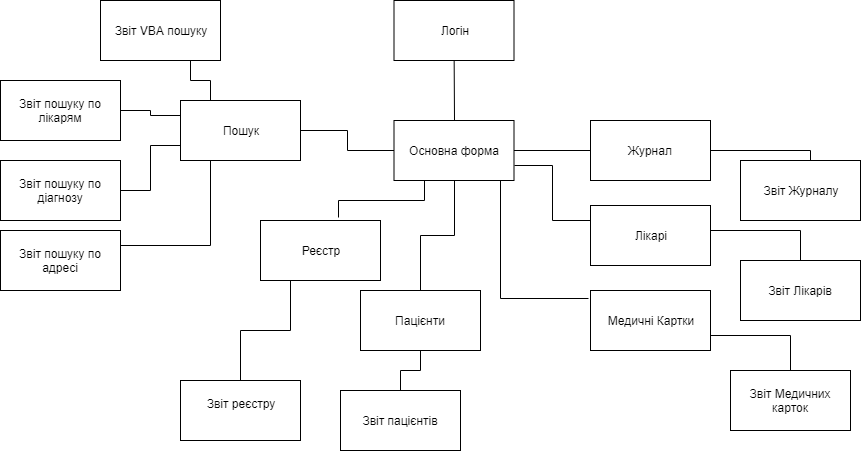 Звіт VBA пошуку
Логін
Звіт пошуку по
лікарям
Пошук
Основна форма
Журнал
Звіт пошуку по
діагнозу
Звіт Журналу
Звіт пошуку по
адресі
Реєстр
Лікарі
Звіт Лікарів
Пацієнти
Медичні Картки
Звіт реєстру
Звіт пацієнтів
Звіт Медичних
карток